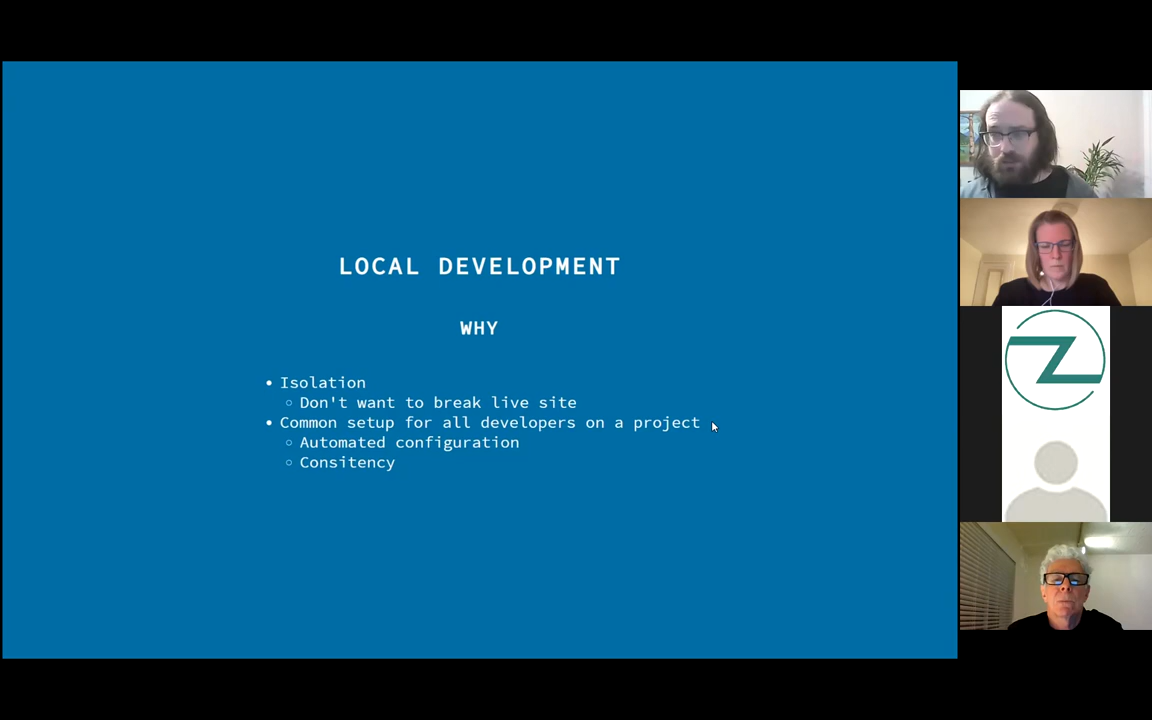 LOCAL DEVELOPMENT
WHY
• Isolation
◦ Don't want to break live site
• Common setup for all developers on a project
◦ Automated configuration
◦ Consitency
Z